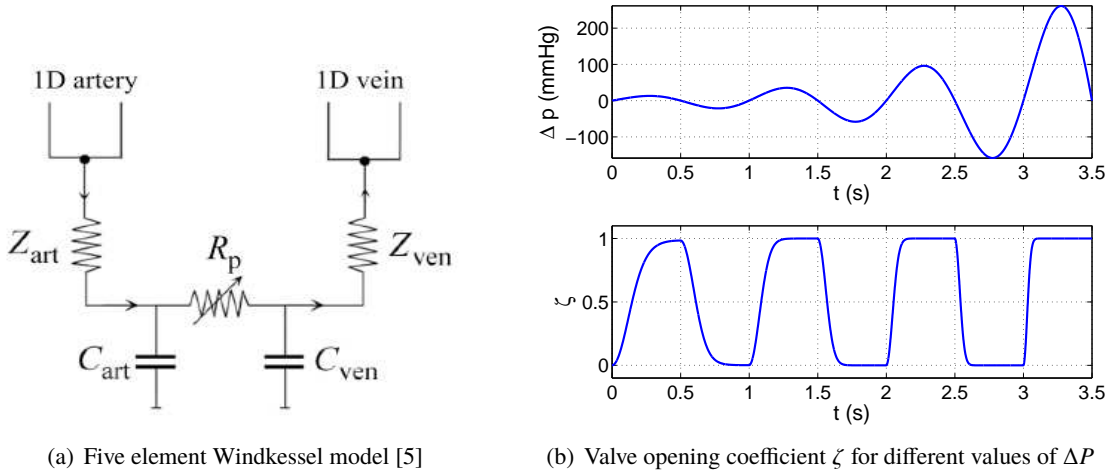 1D artery
1D vein
Z_art
R_p
Z_ven
C_art
C_ven
(a) Five element Windkessel model [5]
Δ p (mmHg)
200
100
0
−100
0 0.5 1 1.5 2 2.5 3 3.5
t (s)
ζ
1
0.5
0
0 0.5 1 1.5 2 2.5 3 3.5
t (s)
(b) Valve opening coefficient ζ for different values of ΔP